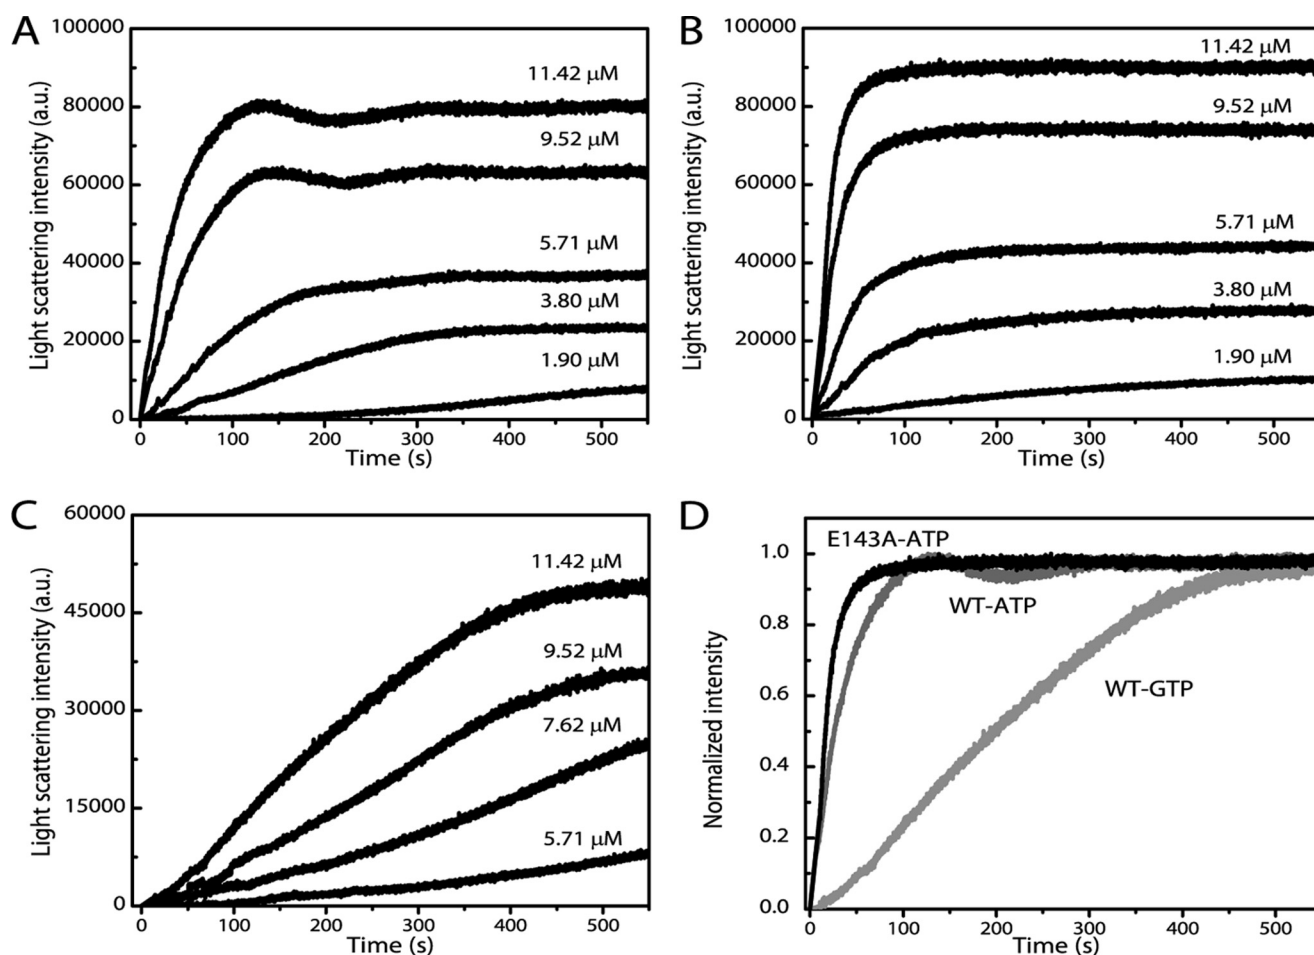 A
Light scattering intensity (a.u.)
100000
80000
60000
40000
20000
0
11.42 μM
9.52 μM
5.71 μM
3.80 μM
1.90 μM
0 100 200 300 400 500
Time (s)
B
Light scattering intensity (a.u.)
100000
80000
60000
40000
20000
0
11.42 μM
9.52 μM
5.71 μM
3.80 μM
1.90 μM
0 100 200 300 400 500
Time (s)
C
Light scattering intensity (a.u.)
60000
45000
30000
15000
0
11.42 μM
9.52 μM
7.62 μM
5.71 μM
0 100 200 300 400 500
Time (s)
D
Normalized intensity
1.0
0.8
0.6
0.4
0.2
0.0
E143A-ATP
WT-ATP
WT-GTP
0 100 200 300 400 500
Time (s)